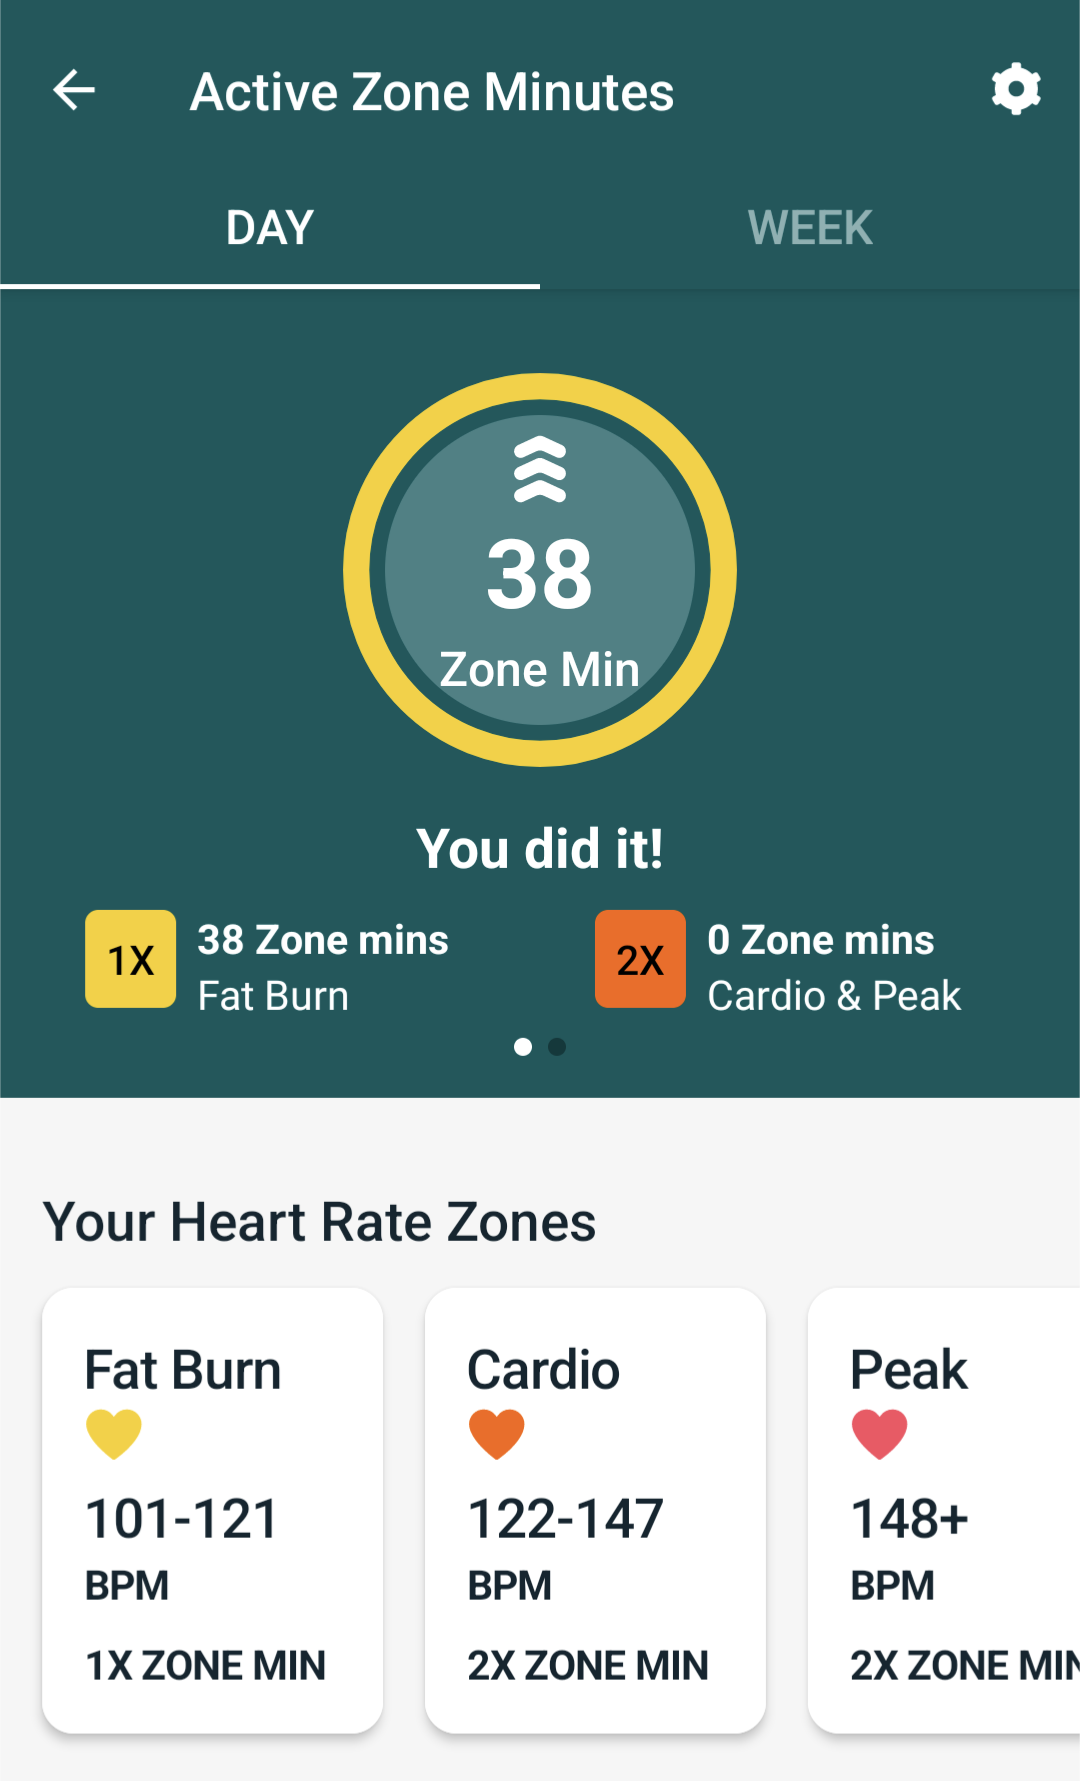 Active Zone Minutes
DAY
WEEK
38
Zone Min
You did it!
1X
38 Zone mins
Fat Burn
2X
0 Zone mins
Cardio & Peak
Your Heart Rate Zones
Fat Burn
101-121
BPM
1X ZONE MIN
Cardio
122-147
BPM
2X ZONE MIN
Peak
148+
BPM
2X ZONE MIN